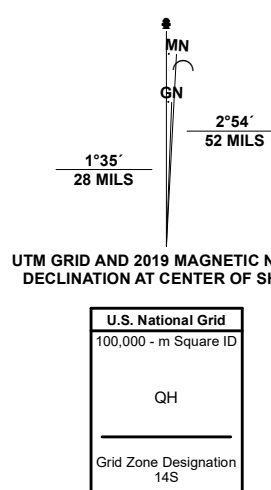 MN
GN
2°54´
52 MILS
1°35´
28 MILS
UTM GRID AND 2019 MAGNETIC
DECLINATION AT CENTER OF
U.S. National Grid
100,000 - m Square ID
QH
Grid Zone Designation
14S